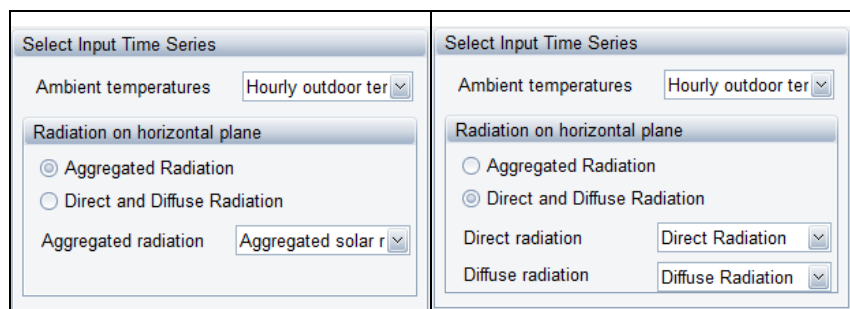 Select Input Time Series
Ambient temperatures Hourly outdoor ter
Radiation on horizontal plane
Aggregated Radiation
Direct and Diffuse Radiation
Aggregated radiation Aggregated solar r
Select Input Time Series
Ambient temperatures Hourly outdoor ter
Radiation on horizontal plane
Aggregated Radiation
Direct and Diffuse Radiation
Direct radiation Direct Radiation
Diffuse radiation Diffuse Radiation